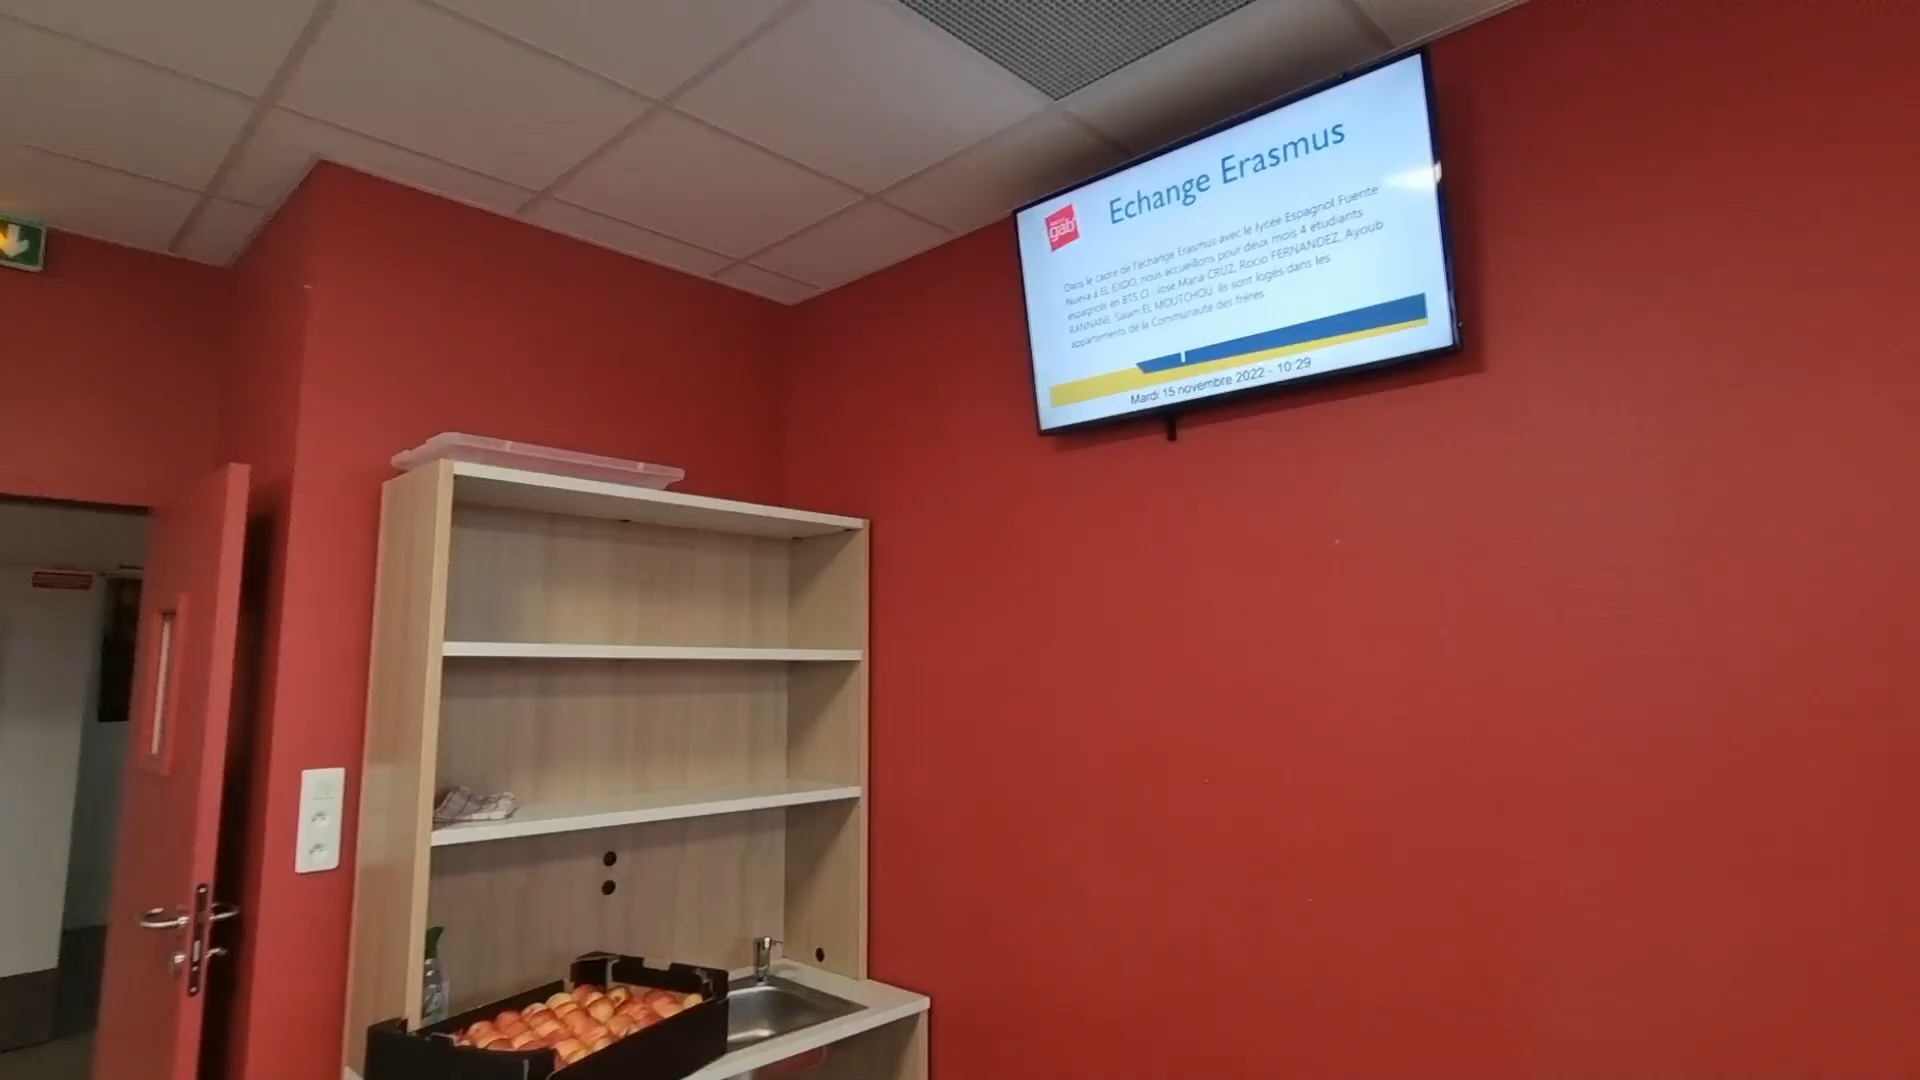 Echange Erasmus
gab'
Dans le cadre de l'échange Erasmus avec le lycée Espagnol Fuente
Nueva à EL EJIDO, nous accueillons pour deux mois 4 étudiants
espagnols en BTS CI : José Maria CRUZ, Rocio FERNANDEZ, Ayoub
RANNANE, Salam EL MOUTCHOU. Ils sont logés dans les
appartements de la Communauté des frères.
Mardi 15 novembre 2022 - 10:29